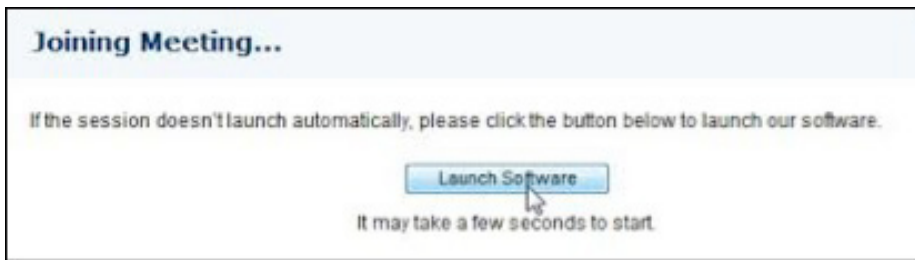 Joining Meeting...
If the session doesn't launch automatically, please click the button below to launch our software.
Launch Software
It may take a few seconds to start.